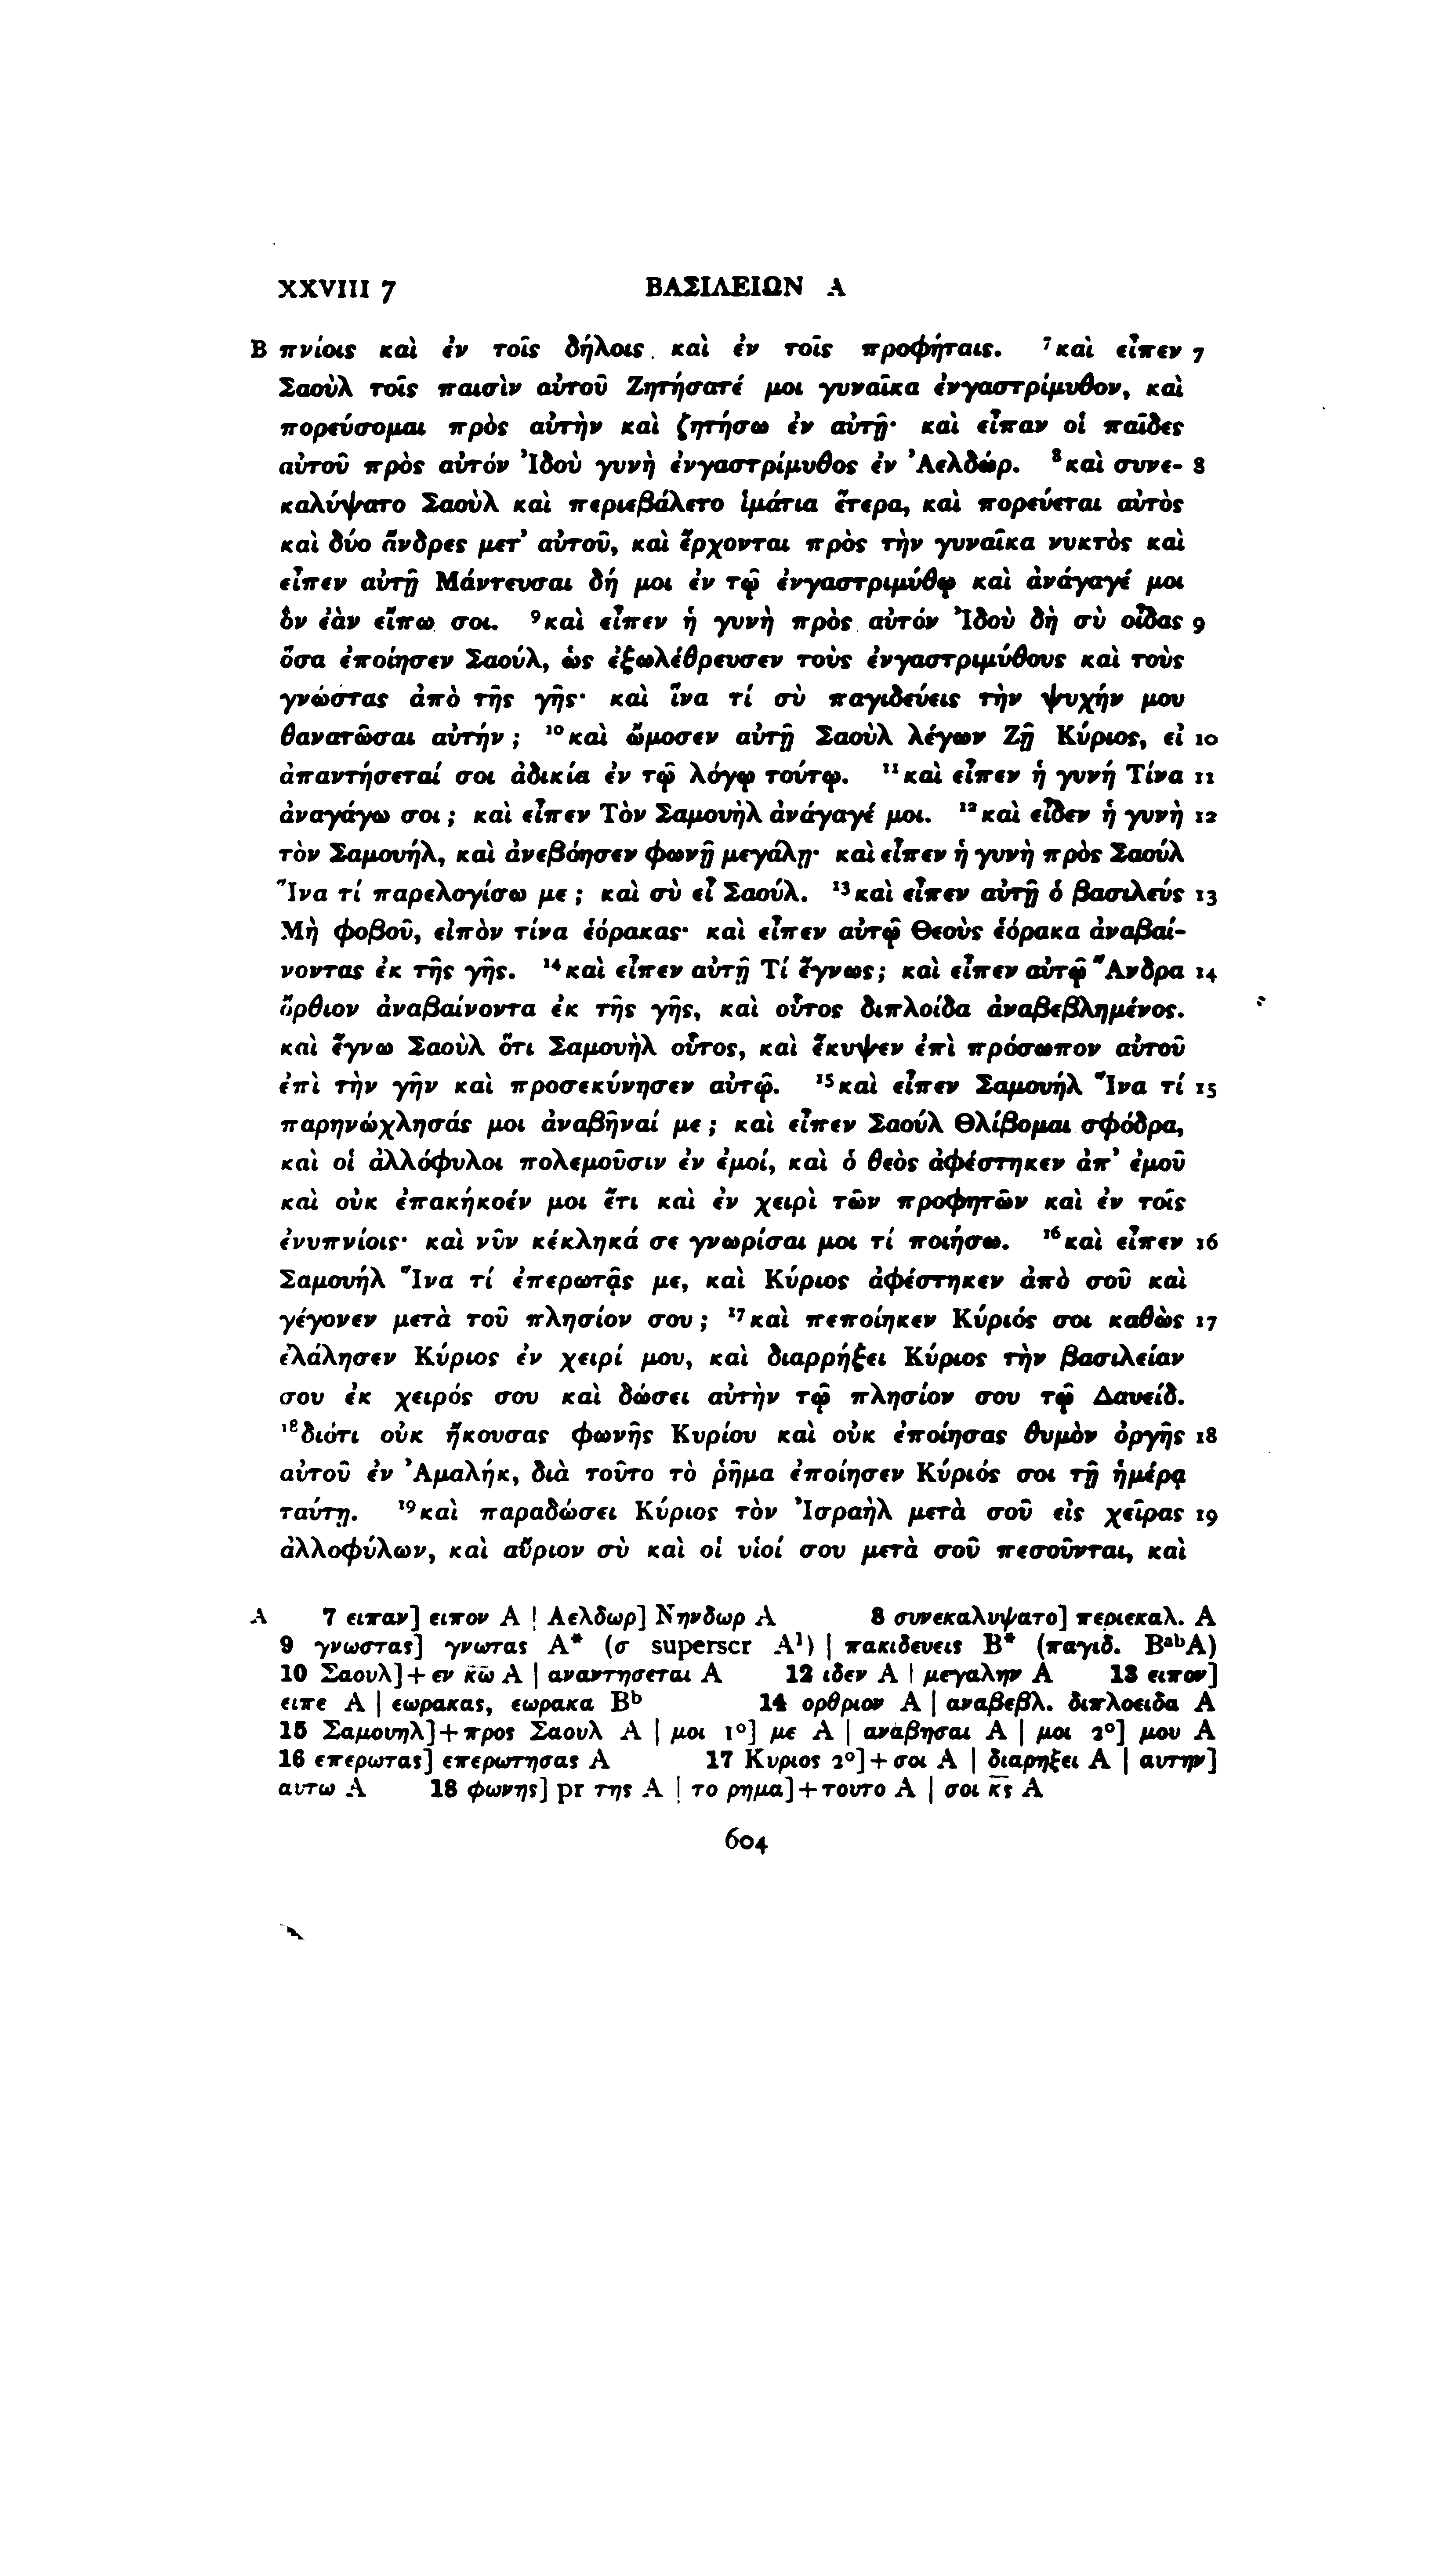 XXVIII 7 ΒΑΣΙΛΕΙΩΝ Α
B πνίοις καὶ ἐν τοῖς δήλοις καὶ ἐν τοῖς προφήταις. ⁷καὶ εἶπεν 7
Σαοὺλ τοῖς παισὶν αὐτοῦ Ζητήσατέ μοι γυναῖκα ἐνγαστρίμυθον, καὶ
πορεύσομαι πρὸς αὐτὴν καὶ ζητήσω ἐν αὐτῇ· καὶ εἶπαν οἱ παῖδες
αὐτοῦ πρὸς αὐτόν Ἰδοὺ γυνὴ ἐνγαστρίμυθος ἐν Ἀελδώρ. ⁸καὶ συνε- 8
καλύψατο Σαοὺλ καὶ περιεβάλετο ἱμάτια ἕτερα, καὶ πορεύεται αὐτὸς
καὶ δύο ἄνδρες μετ' αὐτοῦ, καὶ ἔρχονται πρὸς τὴν γυναῖκα νυκτὸς καὶ
εἶπεν αὐτῇ Μάντευσαι δή μοι ἐν τῷ ἐνγαστριμύθῳ καὶ ἀνάγαγέ μοι
ὃν ἐὰν εἴπω σοι. ⁹καὶ εἶπεν ἡ γυνὴ πρὸς αὐτόν Ἰδοὺ δὴ σὺ οἶδας 9
ὅσα ἐποίησεν Σαούλ, ὡς ἐξωλέθρευσεν τοὺς ἐνγαστριμύθους καὶ τοὺς
γνώστας ἀπὸ τῆς γῆς· καὶ ἵνα τί σὺ παγιδεύεις τὴν ψυχήν μου
θανατῶσαι αὐτήν; ¹⁰καὶ ὤμοσεν αὐτῇ Σαοὺλ λέγων Ζῇ Κύριος, εἰ 10
ἀπαντήσεταί σοι ἀδικία ἐν τῷ λόγῳ τούτῳ. ¹¹καὶ εἶπεν ἡ γυνή Τίνα 11
ἀναγάγω σοι; καὶ εἶπεν Τὸν Σαμουὴλ ἀνάγαγέ μοι. ¹²καὶ εἶδεν ἡ γυνὴ 12
τὸν Σαμουήλ, καὶ ἀνεβόησεν φωνῇ μεγάλῃ· καὶ εἶπεν ἡ γυνὴ πρὸς Σαούλ
Ἵνα τί παρελογίσω με; καὶ σὺ εἶ Σαούλ. ¹³καὶ εἶπεν αὐτῇ ὁ βασιλεύς 13
Μὴ φοβοῦ, εἰπὸν τίνα ἑόρακας· καὶ εἶπεν αὐτῷ Θεοὺς ἑόρακα ἀναβαί-
νοντας ἐκ τῆς γῆς. ¹⁴καὶ εἶπεν αὐτῇ Τί ἔγνως; καὶ εἶπεν αὐτῷ Ἄνδρα 14
ὄρθιον ἀναβαίνοντα ἐκ τῆς γῆς, καὶ οὗτος διπλοίδα ἀναβεβλημένος.
καὶ ἔγνω Σαοὺλ ὅτι Σαμουὴλ οὗτος, καὶ ἔκυψεν ἐπὶ πρόσωπον αὐτοῦ
ἐπὶ τὴν γῆν καὶ προσεκύνησεν αὐτῷ. ¹⁵καὶ εἶπεν Σαμουήλ Ἵνα τί 15
παρηνώχλησάς μοι ἀναβῆναί με; καὶ εἶπεν Σαούλ Θλίβομαι σφόδρα,
καὶ οἱ ἀλλόφυλοι πολεμοῦσιν ἐν ἐμοί, καὶ ὁ θεὸς ἀφέστηκεν ἀπ' ἐμοῦ
καὶ οὐκ ἐπακήκοέν μοι ἔτι καὶ ἐν χειρὶ τῶν προφητῶν καὶ ἐν τοῖς
ἐνυπνίοις· καὶ νῦν κέκληκά σε γνωρίσαι μοι τί ποιήσω. ¹⁶καὶ εἶπεν 16
Σαμουήλ Ἵνα τί ἐπερωτᾷς με, καὶ Κύριος ἀφέστηκεν ἀπὸ σοῦ καὶ
γέγονεν μετὰ τοῦ πλησίον σου; ¹⁷καὶ πεποίηκεν Κύριός σοι καθὼς 17
ἐλάλησεν Κύριος ἐν χειρί μου, καὶ διαρρήξει Κύριος τὴν βασιλείαν
σου ἐκ χειρός σου καὶ δώσει αὐτὴν τῷ πλησίον σου τῷ Δαυείδ.
¹⁸διότι οὐκ ἤκουσας φωνῆς Κυρίου καὶ οὐκ ἐποίησας θυμὸν ὀργῆς 18
αὐτοῦ ἐν Ἀμαλήκ, διὰ τοῦτο τὸ ῥῆμα ἐποίησεν Κύριός σοι τῇ ἡμέρᾳ
ταύτῃ. ¹⁹καὶ παραδώσει Κύριος τὸν Ἰσραὴλ μετὰ σοῦ εἰς χεῖρας 19
ἀλλοφύλων, καὶ αὔριον σὺ καὶ οἱ υἱοί σου μετὰ σοῦ πεσοῦνται, καὶ
A 7 ειπαν] ειπον A | Αελδωρ] Νηνδωρ A 8 συνεκαλυψατο] περιεκαλ. A
9 γνωστας] γνωτας A* (σ superscr A¹) | πακιδευεις B* (παγιδ. BᵃᵇA)
10 Σαουλ]+εν κ̅ω̅ A | αναντησεται A 12 ιδεν A | μεγαλην A 13 ειπον]
ειπε A | εωρακας, εωρακα Bᵇ 14 ορθριον A | αναβεβλ. διπλοειδα A
15 Σαμουηλ]+προς Σαουλ A | μοι 1°] με A | αναβησαι A | μοι 2°] μου A
16 επερωτας] επερωτησας A 17 Κυριος 2°]+σοι A | διαρηξει A | αυτην]
αυτω A 18 φωνης] pr της A | το ρημα]+τουτο A | σοι κ̅ς̅ A
604